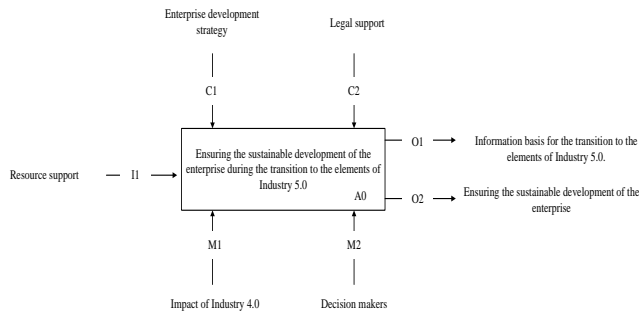 Enterprise development
strategy
Legal support
C1
C2
Ensuring the sustainable development of the
enterprise during the transition to the elements of
Industry 5.0
A0
O1
Information basis for the transition to the
elements of Industry 5.0.
Resource support
I1
O2
Ensuring the sustainable development of the
enterprise
M1
M2
Impact of Industry 4.0
Decision makers